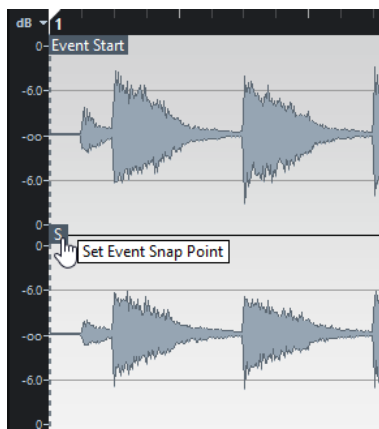 dB 1
0- Event Start
-6.0-
-oo-
-6.0-
0-
S
0-
Set Event Snap Point
-6.0-
-oo-
-6.0-
0-